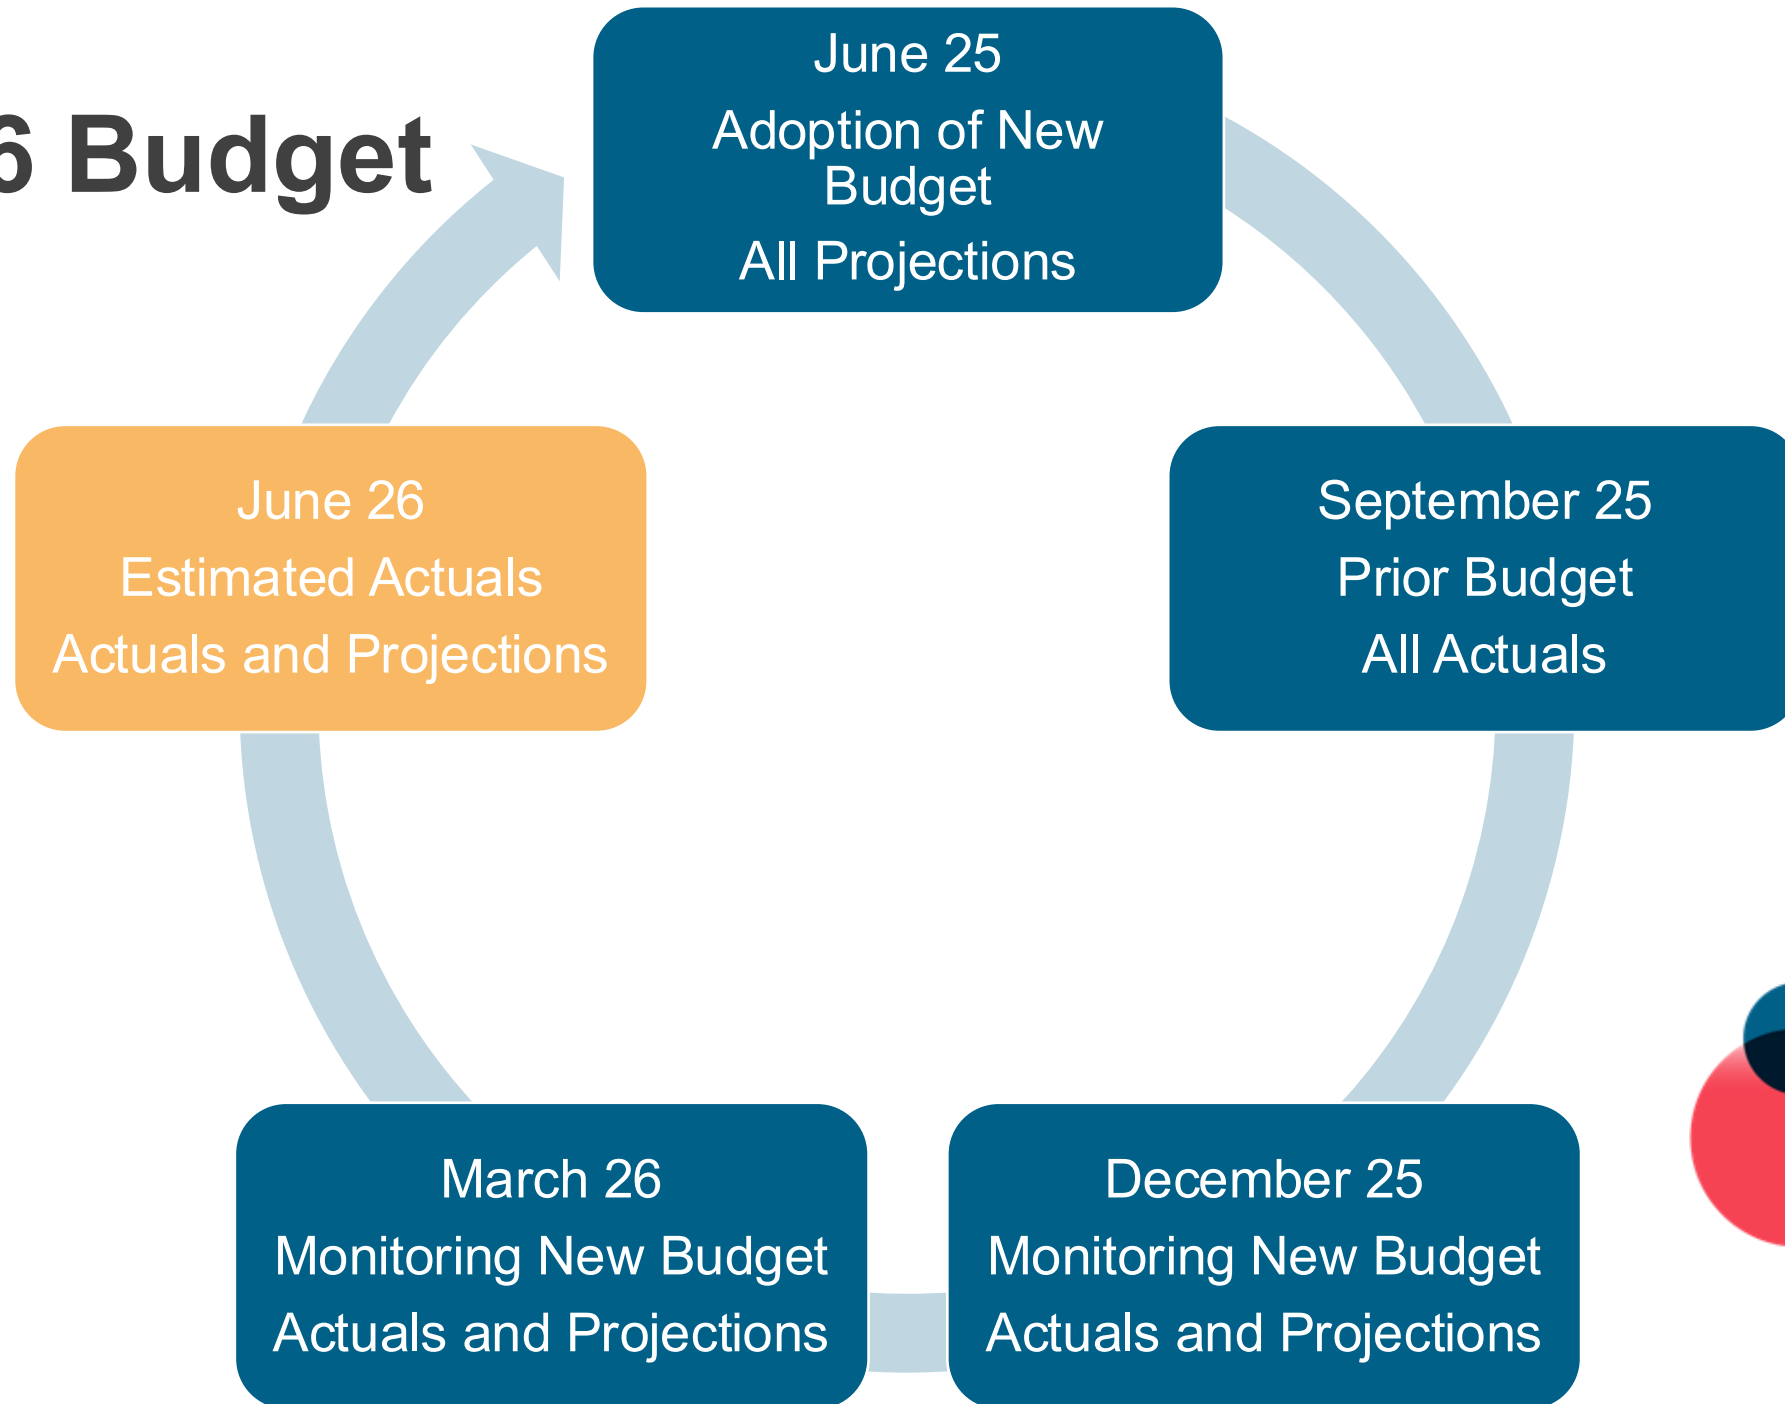 6 Budget
June 25
Adoption of New
Budget
All Projections
September 25
Prior Budget
All Actuals
December 25
Monitoring New Budget
Actuals and Projections
March 26
Monitoring New Budget
Actuals and Projections
June 26
Estimated Actuals
Actuals and Projections